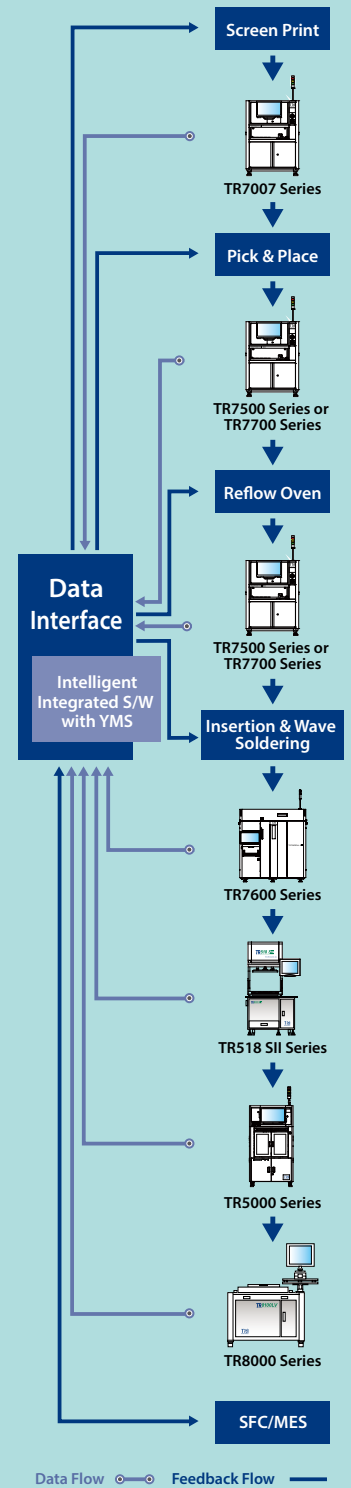 Screen Print
TR7007 Series
Pick & Place
TR7500 Series or
TR7700 Series
Reflow Oven
Data
Interface
TR7500 Series or
TR7700 Series
Intelligent
Integrated S/W
with YMS
Insertion & Wave
Soldering
TR7600 Series
TR518 SII Series
TR5000 Series
TR8000 Series
SFC/MES
Data Flow
Feedback Flow